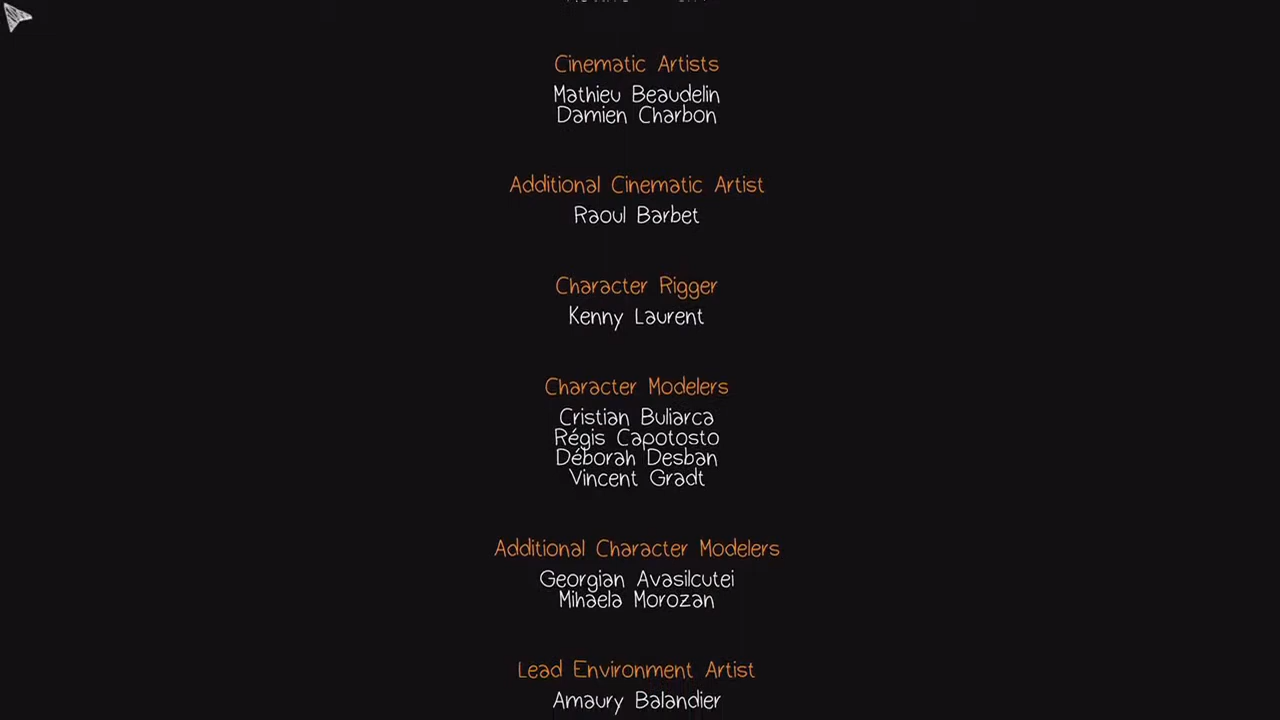 Cinematic Artists
Mathieu Beaudelin
Damien Charbon
Additional Cinematic Artist
Raoul Barbet
Character Rigger
Kenny Laurent
Character Modelers
Cristian Buliarca
Régis Capotosto
Déborah Desban
Vincent Gradt
Additional Character Modelers
Georgian Avasilcutei
Mihaela Morozan
Lead Environment Artist
Amaury Balandier